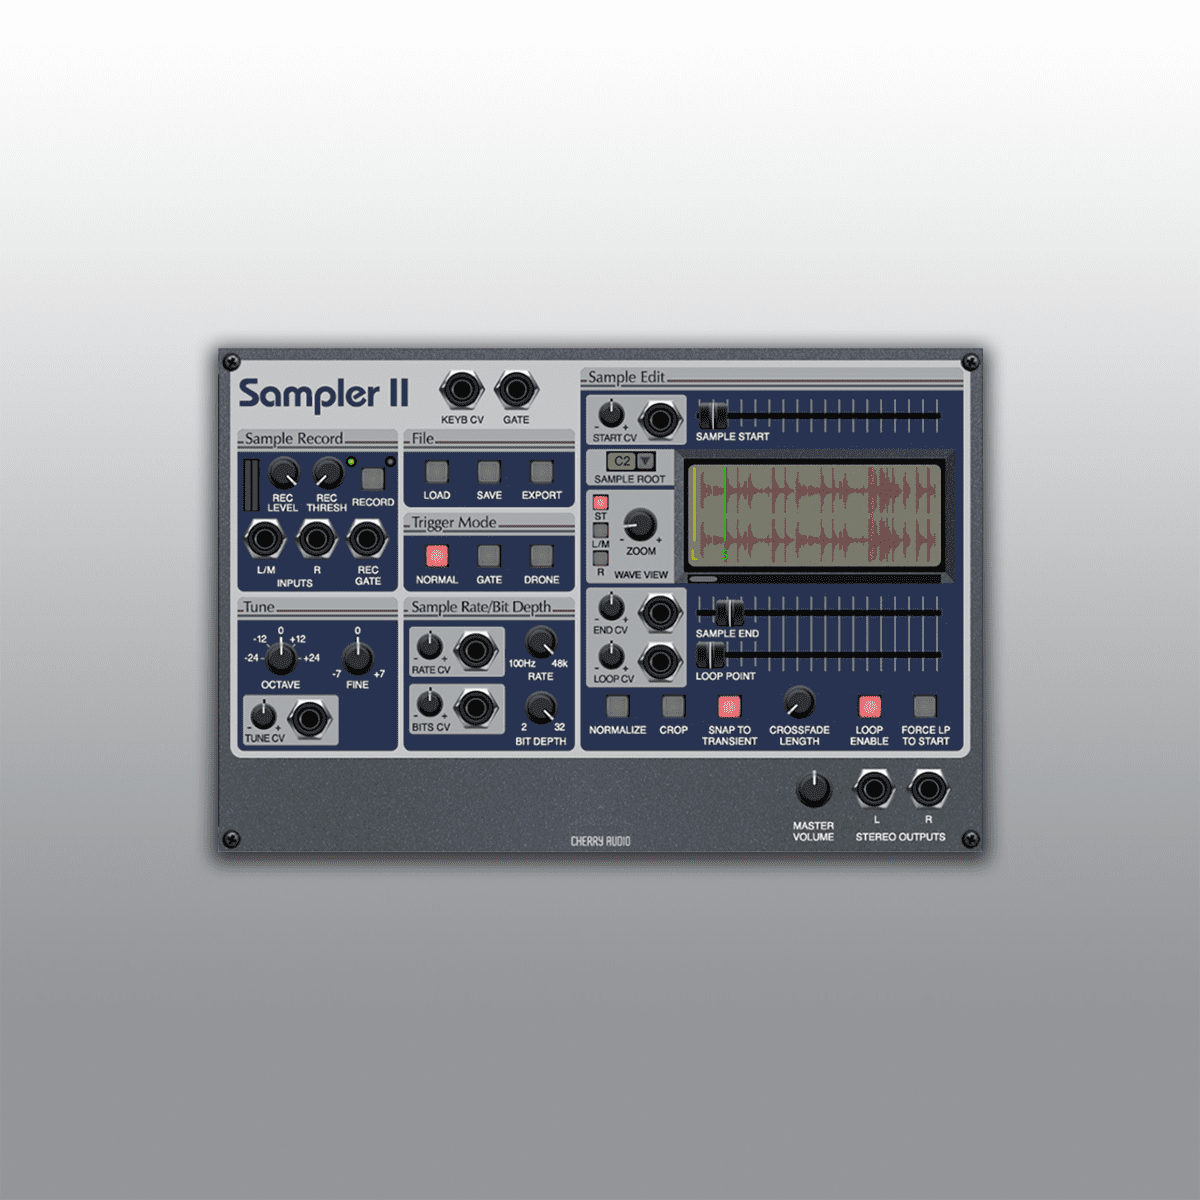 Sampler II
KEYB CV
GATE
Sample Record
REC
LEVEL
REC
THRESH
RECORD
L/M
R
REC
GATE
INPUTS
File
LOAD
SAVE
EXPORT
Trigger Mode
NORMAL
GATE
DRONE
Tune
0
-12
+12
-24
+24
OCTAVE
0
-7
+7
FINE
- +
TUNE CV
Sample Rate/Bit Depth
- +
RATE CV
100Hz
48k
RATE
- +
BITS CV
2
32
BIT DEPTH
Sample Edit
- +
START CV
SAMPLE START
C2
SAMPLE ROOT
ST
L/M
R
- +
ZOOM
WAVE VIEW
L
S
- +
END CV
SAMPLE END
- +
LOOP CV
LOOP POINT
NORMALIZE
CROP
SNAP TO
TRANSIENT
CROSSFADE
LENGTH
LOOP
ENABLE
FORCE LP
TO START
MASTER
VOLUME
L
R
STEREO OUTPUTS
CHERRY AUDIO